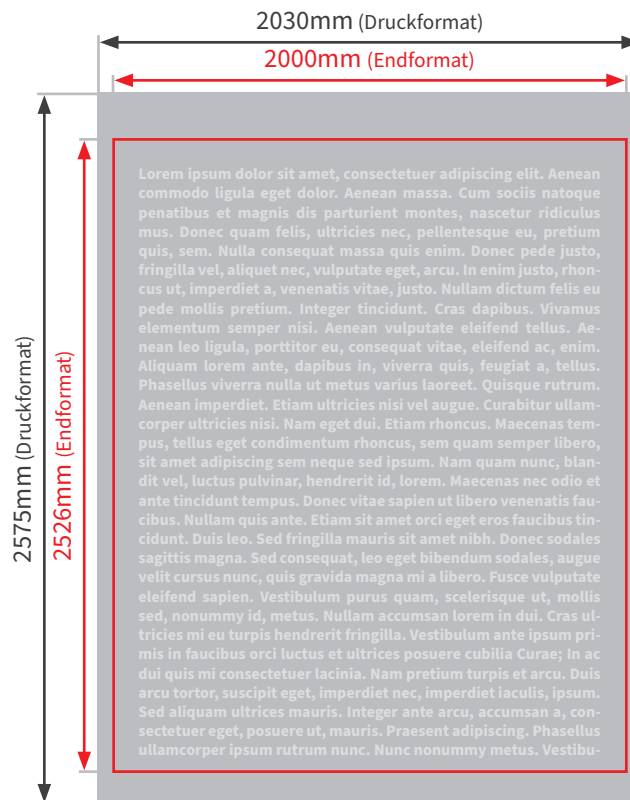 2030mm (Druckformat)
2000mm (Endformat)
2575mm (Druckformat)
2526mm (Endformat)
Lorem ipsum dolor sit amet, consectetuer adipiscing elit. Aenean
commodo ligula eget dolor. Aenean massa. Cum sociis natoque
penatibus et magnis dis parturient montes, nascetur ridiculus
mus. Donec quam felis, ultricies nec, pellentesque eu, pretium
quis, sem. Nulla consequat massa quis enim. Donec pede justo,
fringilla vel, aliquet nec, vulputate eget, arcu. In enim justo, rhon-
cus ut, imperdiet a, venenatis vitae, justo. Nullam dictum felis eu
pede mollis pretium. Integer tincidunt. Cras dapibus. Vivamus
elementum semper nisi. Aenean vulputate eleifend tellus. Ae-
nean leo ligula, porttitor eu, consequat vitae, eleifend ac, enim.
Aliquam lorem ante, dapibus in, viverra quis, feugiat a, tellus.
Phasellus viverra nulla ut metus varius laoreet. Quisque rutrum.
Aenean imperdiet. Etiam ultricies nisi vel augue. Curabitur ullam-
corper ultricies nisi. Nam eget dui. Etiam rhoncus. Maecenas tem-
pus, tellus eget condimentum rhoncus, sem quam semper libero,
sit amet adipiscing sem neque sed ipsum. Nam quam nunc, blan-
dit vel, luctus pulvinar, hendrerit id, lorem. Maecenas nec odio et
ante tincidunt tempus. Donec vitae sapien ut libero venenatis fau-
cibus. Nullam quis ante. Etiam sit amet orci eget eros faucibus tin-
cidunt. Duis leo. Sed fringilla mauris sit amet nibh. Donec sodales
sagittis magna. Sed consequat, leo eget bibendum sodales, augue
velit cursus nunc, quis gravida magna mi a libero. Fusce vulputate
eleifend sapien. Vestibulum purus quam, scelerisque ut, mollis
sed, nonummy id, metus. Nullam accumsan lorem in dui. Cras ul-
tricies mi eu turpis hendrerit fringilla. Vestibulum ante ipsum pri-
mis in faucibus orci luctus et ultrices posuere cubilia Curae; In ac
dui quis mi consectetuer lacinia. Nam pretium turpis et arcu. Duis
arcu tortor, suscipit eget, imperdiet nec, imperdiet iaculis, ipsum.
Sed aliquam ultrices mauris. Integer ante arcu, accumsan a, con-
sectetuer eget, posuere ut, mauris. Praesent adipiscing. Phasellus
ullamcorper ipsum rutrum nunc. Nunc nonummy metus. Vestibu-